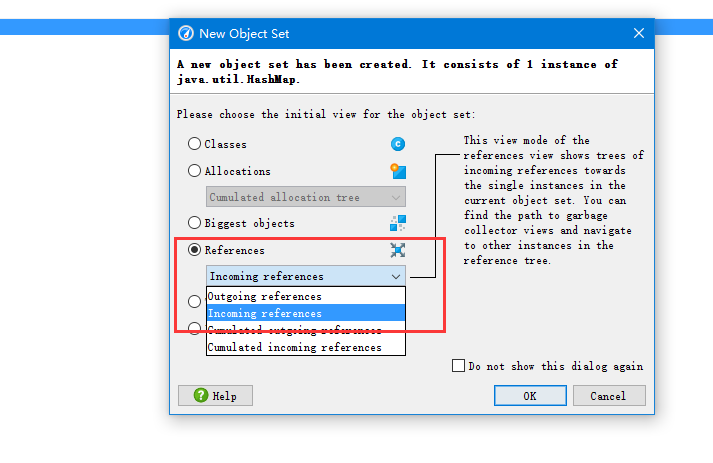 New Object Set
A new object set has been created. It consists of 1 instance of
java.util.HashMap.
Please choose the initial view for the object set:
Classes
Allocations
Cumulated allocation tree
Biggest objects
References
Incoming references
Outgoing references
Incoming references
Cumulated outgoing references
Cumulated incoming references
This view mode of the
references view shows trees of
incoming references towards
the single instances in the
current object set. You can
find the path to garbage
collector views and navigate
to other instances in the
reference tree.
Do not show this dialog again
Help
OK
Cancel